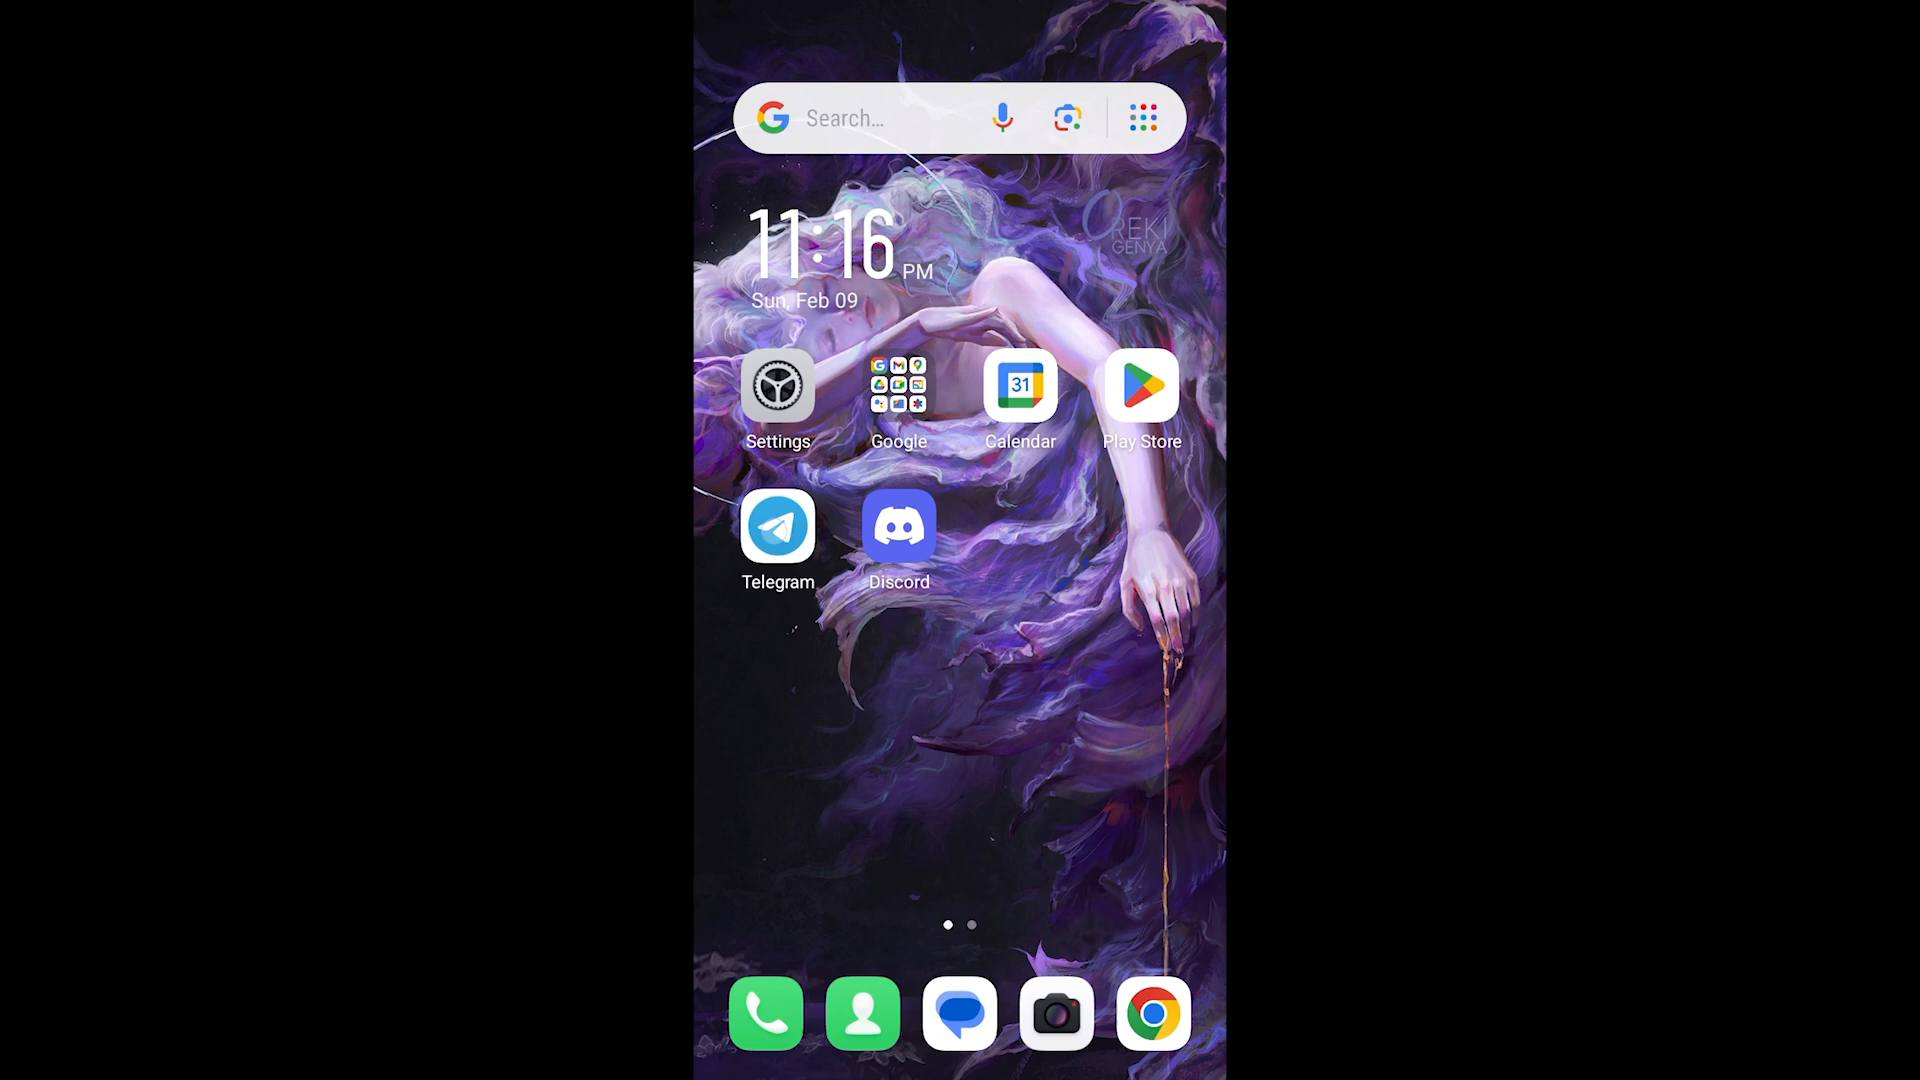 Search...
11:16 PM
Sun, Feb 09
OREKI
GENYA
Settings
Google
31
Calendar
Play Store
Telegram
Discord